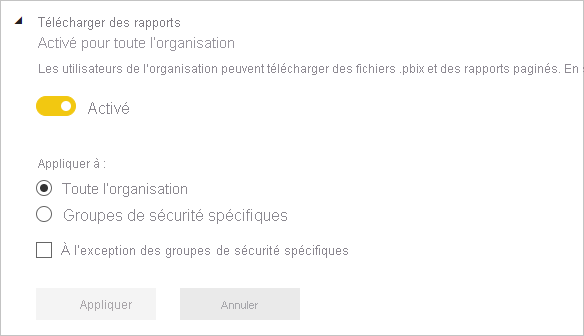 Télécharger des rapports
Activé pour toute l'organisation
Les utilisateurs de l'organisation peuvent télécharger des fichiers .pbix et des rapports paginés. En
Activé
Appliquer à :
Toute l'organisation
Groupes de sécurité spécifiques
À l'exception des groupes de sécurité spécifiques
Appliquer
Annuler